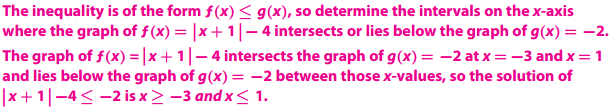 The inequality is of the form f(x) ≤ g(x), so determine the intervals on the x-axis
where the graph of f(x) = |x + 1| − 4 intersects or lies below the graph of g(x) = −2.
The graph of f(x) = |x + 1| − 4 intersects the graph of g(x) = −2 at x = −3 and x = 1
and lies below the graph of g(x) = −2 between those x-values, so the solution of
|x + 1| −4 ≤ −2 is x ≥ −3 and x ≤ 1.